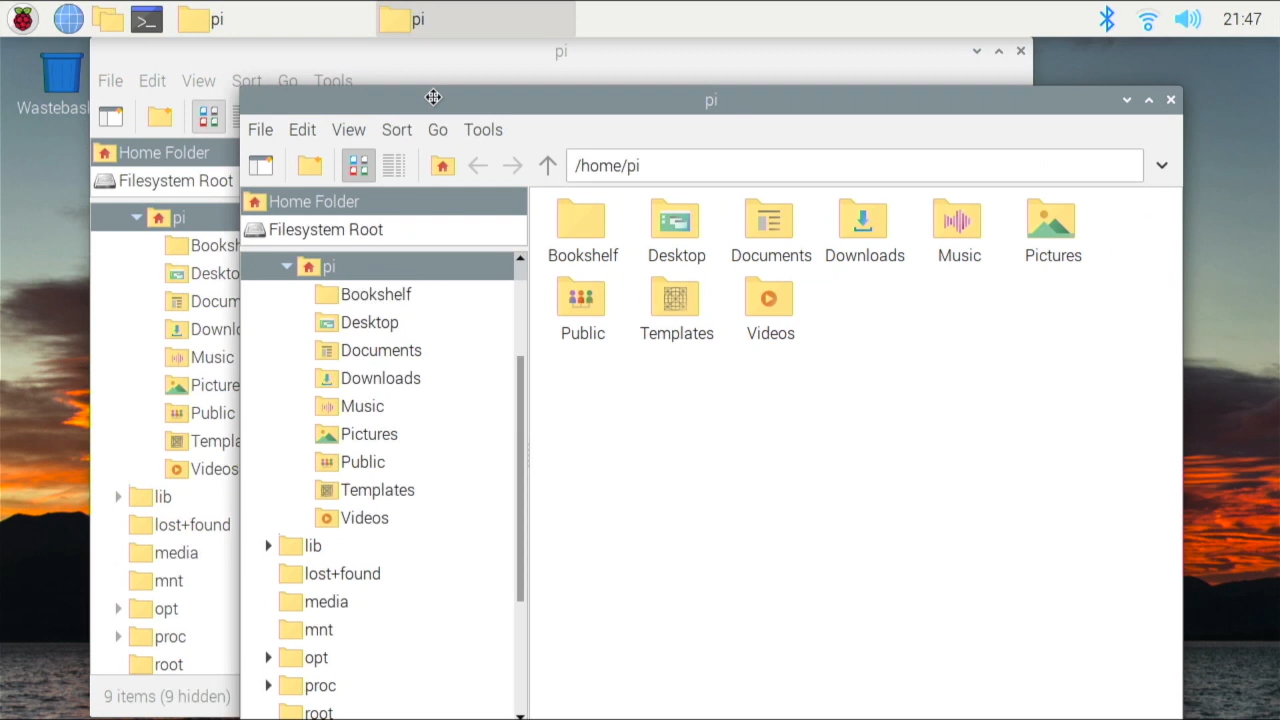 pi
pi
21:47
Wastebas
pi
File Edit View Sort Go Tools
Home Folder
Filesystem Root
pi
Booksh
Deskto
Docum
Downlo
Music
Picture
Public
Templa
Videos
lib
lost+found
media
mnt
opt
proc
root
9 items (9 hidden)
pi
File Edit View Sort Go Tools
/home/pi
Home Folder
Filesystem Root
pi
Bookshelf
Desktop
Documents
Downloads
Music
Pictures
Public
Templates
Videos
lib
lost+found
media
mnt
opt
proc
root
Bookshelf Desktop Documents Downloads Music Pictures
Public Templates Videos